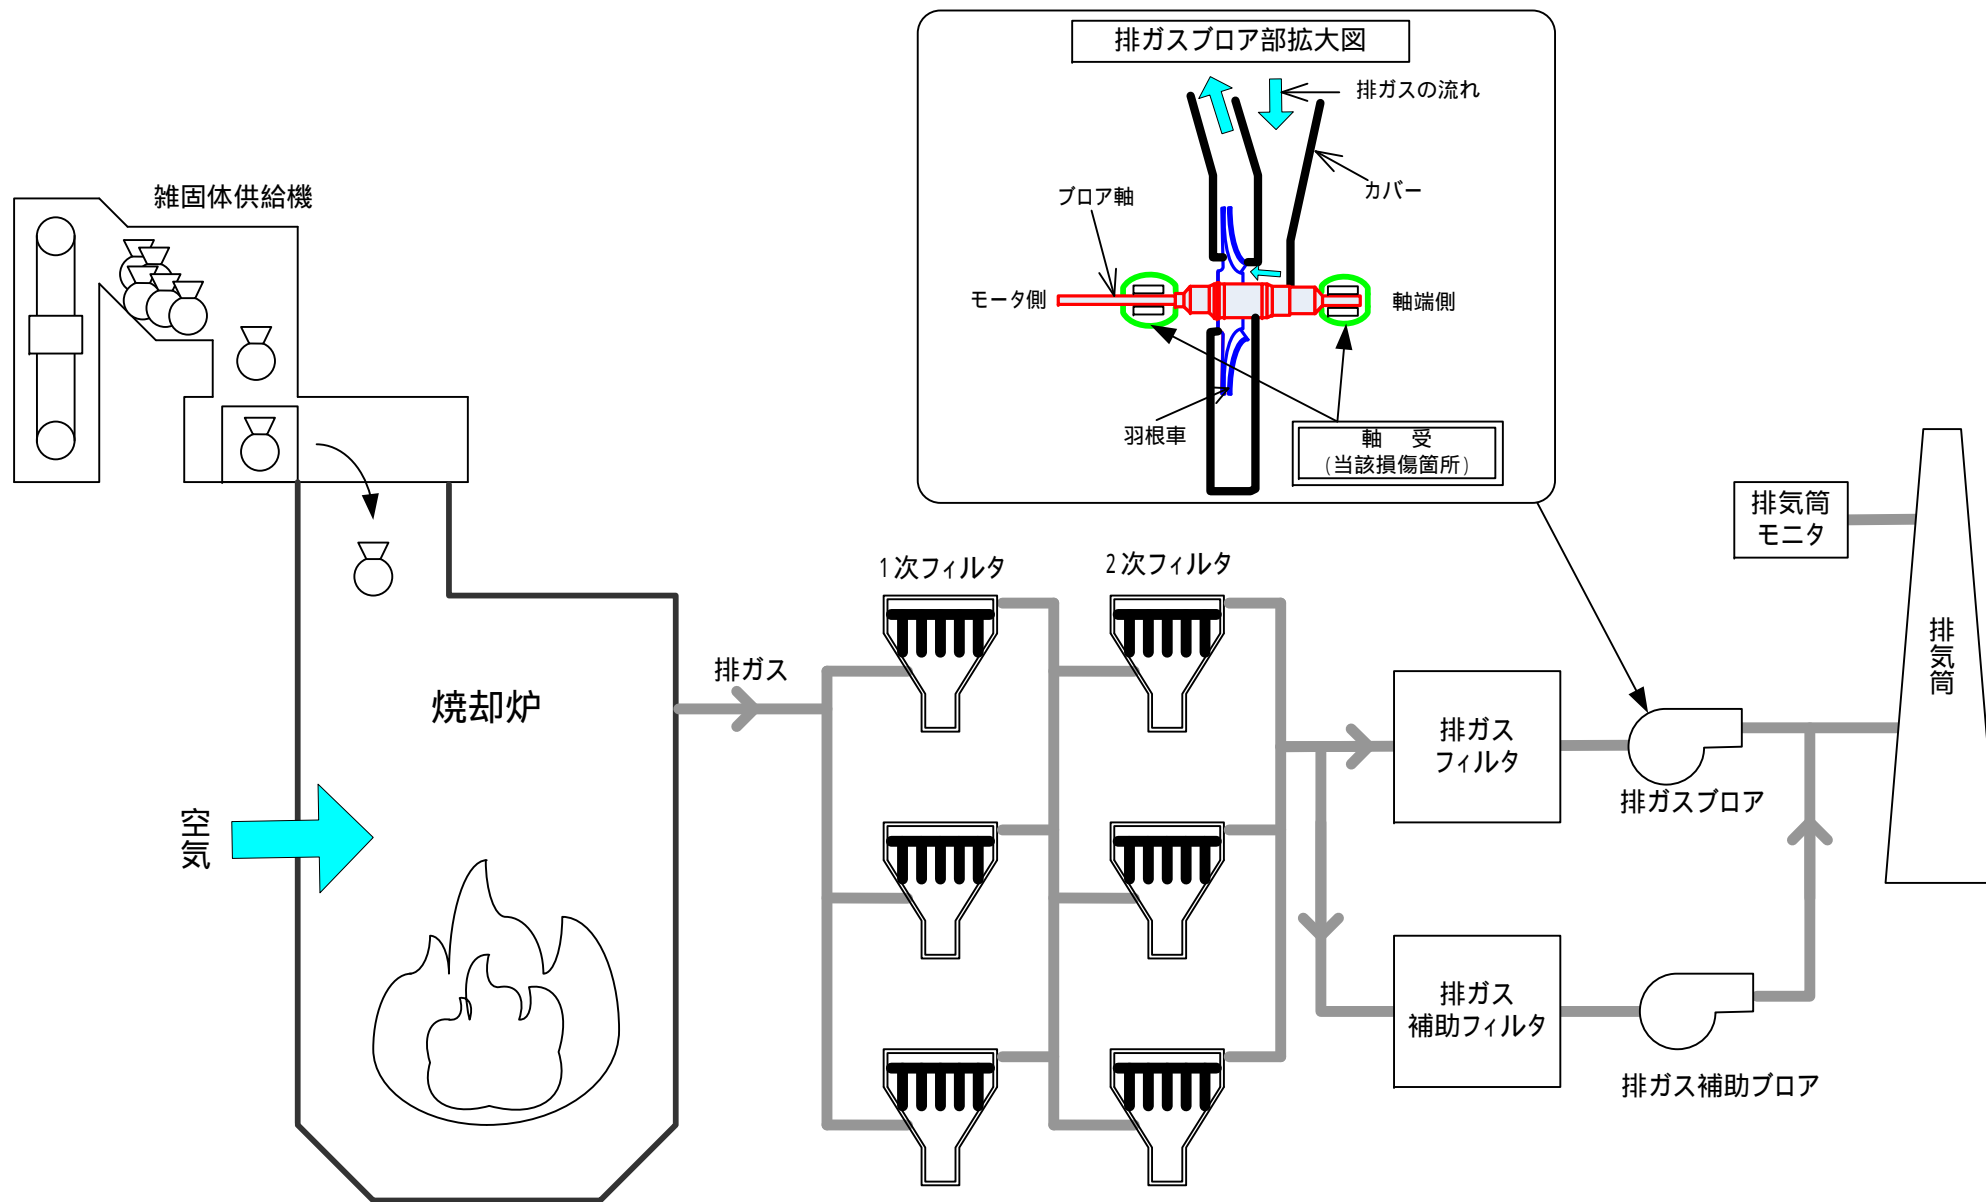 排ガスブロア部拡大図
排ガスの流れ
カバー
ブロア軸
モータ側
軸端側
羽根車
軸　受
(当該損傷箇所)
雑固体供給機
排気筒
モニタ
1次フィルタ
2次フィルタ
排ガス
焼却炉
空気
排ガス
フィルタ
排ガスブロア
排気筒
排ガス
補助フィルタ
排ガス補助ブロア